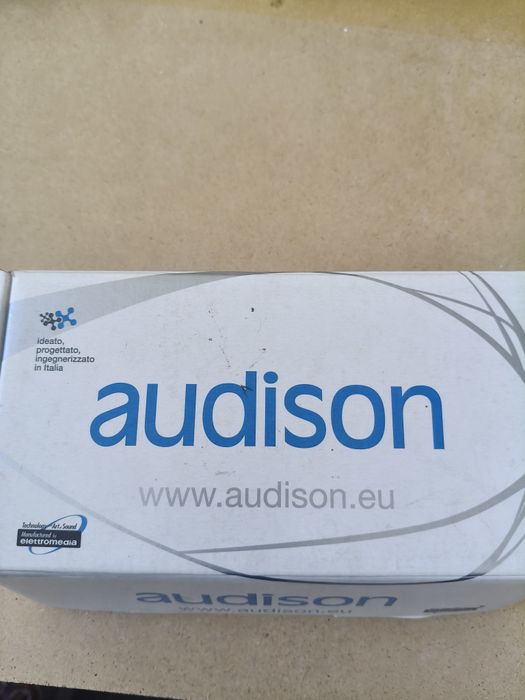 ideato,
progettato,
ingegnerizzato
in Italia
audison
www.audison.eu
Technology Art & Sound
Manufactured by
elettromedia
audison
www.audison.eu